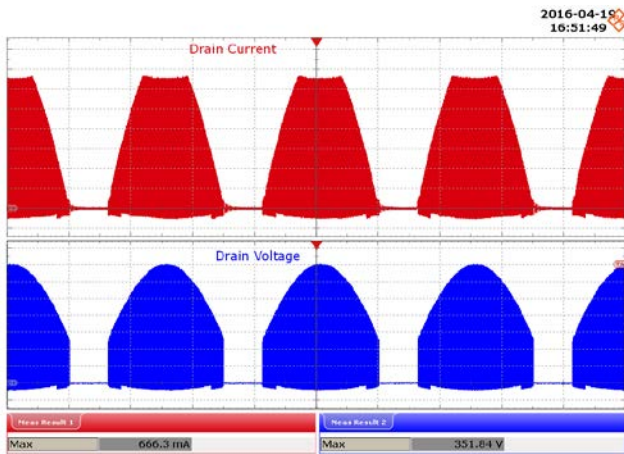 2016-04-19
16:51:49
Drain Current
Drain Voltage
Meas Result 1
Meas Result 2
Max 666.3 mA
Max 351.84 V